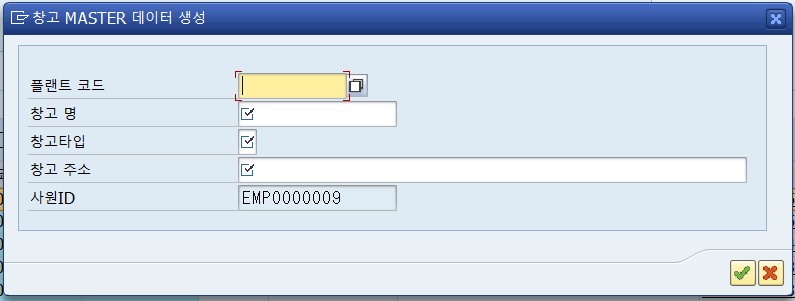 창고 MASTER 데이터 생성
플랜트 코드
창고 명
창고타입
창고 주소
사원ID EMP0000009